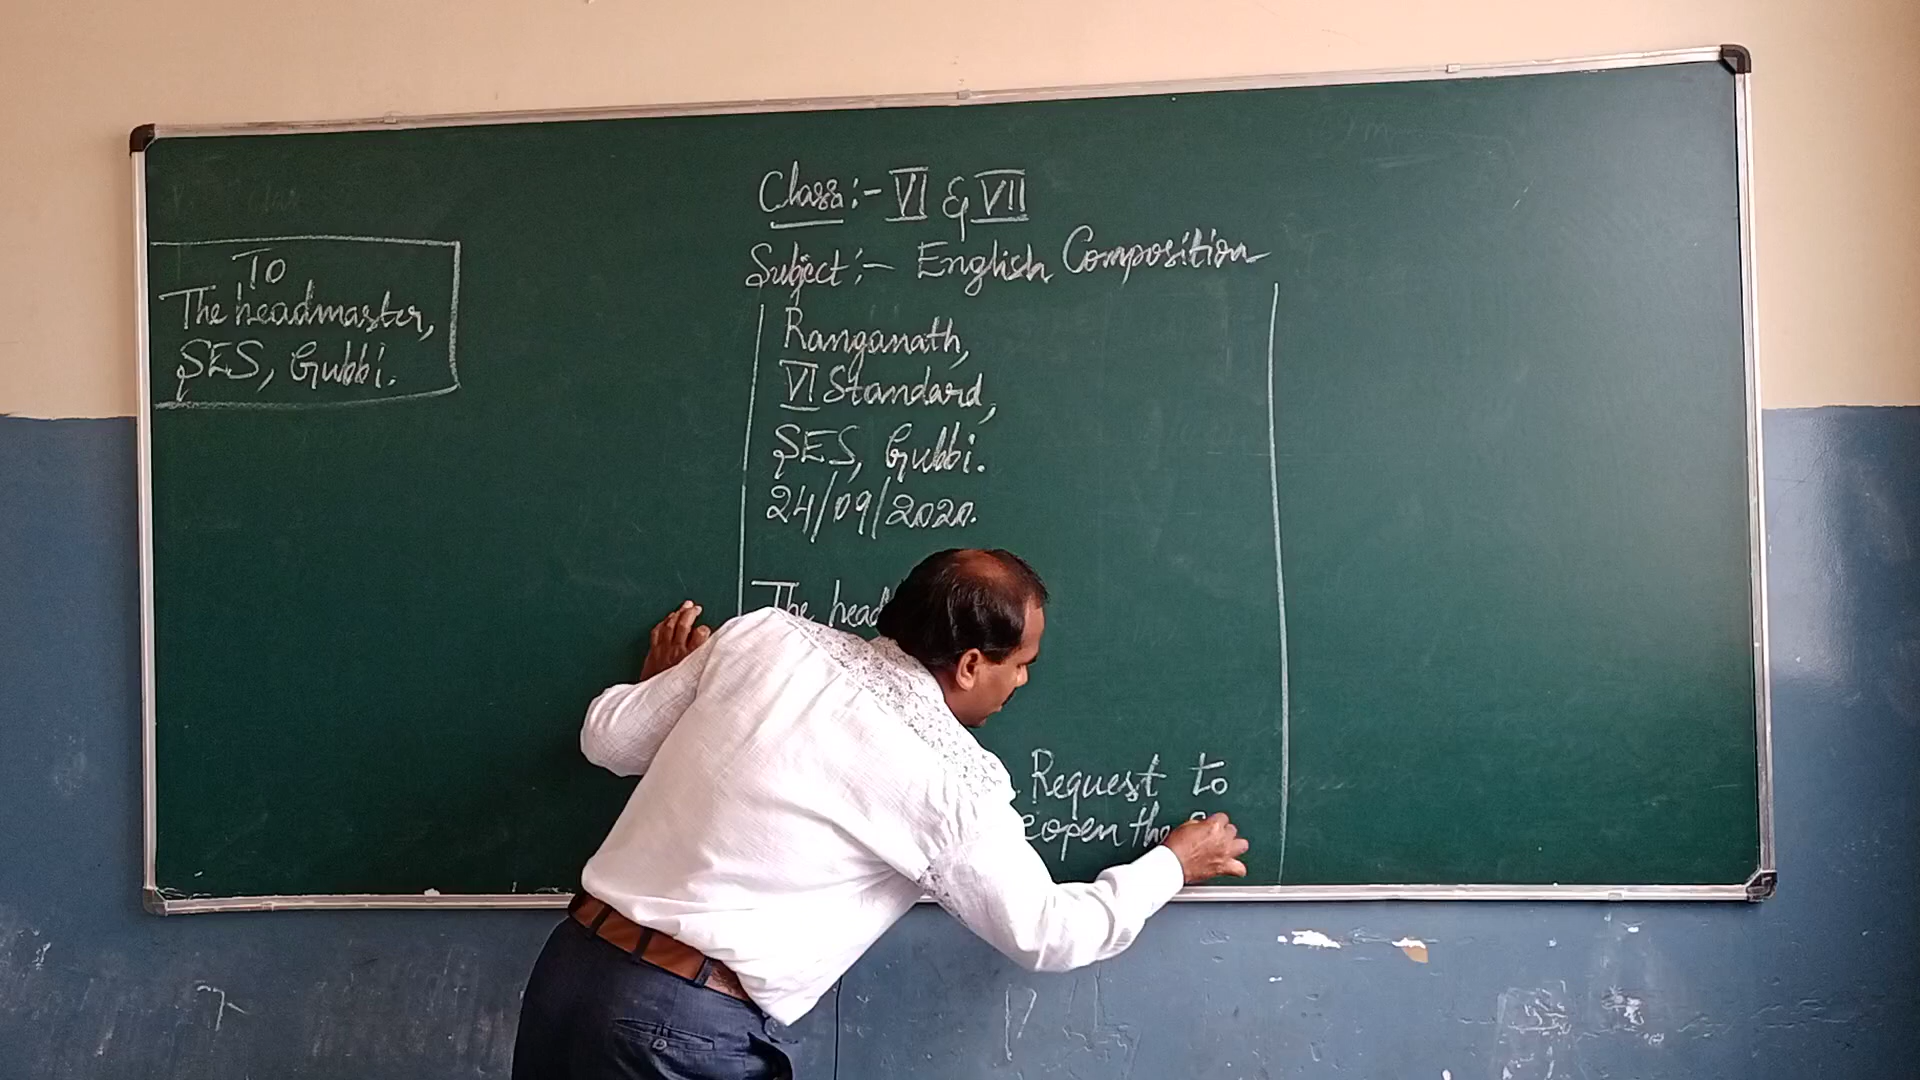 To
The headmaster,
SES, Gubbi.
Class:- VI & VII
Subject:- English Composition
Ranganath,
VI Standard,
SES, Gubbi.
24/09/2020.
The head
Request to
eopen the